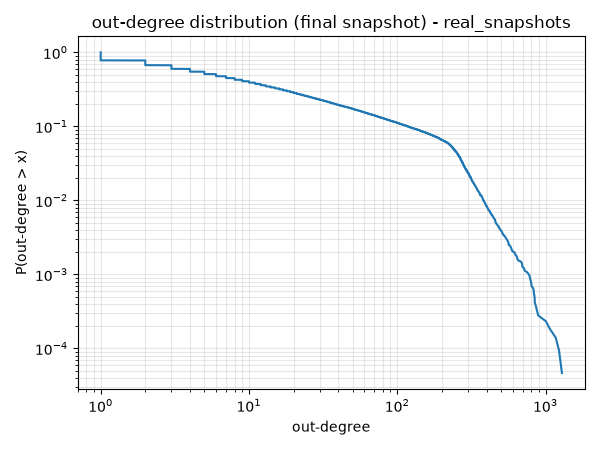 out-degree distribution (final snapshot) - real_snapshots
P(out-degree > x)
10⁰
10⁻¹
10⁻²
10⁻³
10⁻⁴
10⁰ 10¹ 10² 10³
out-degree